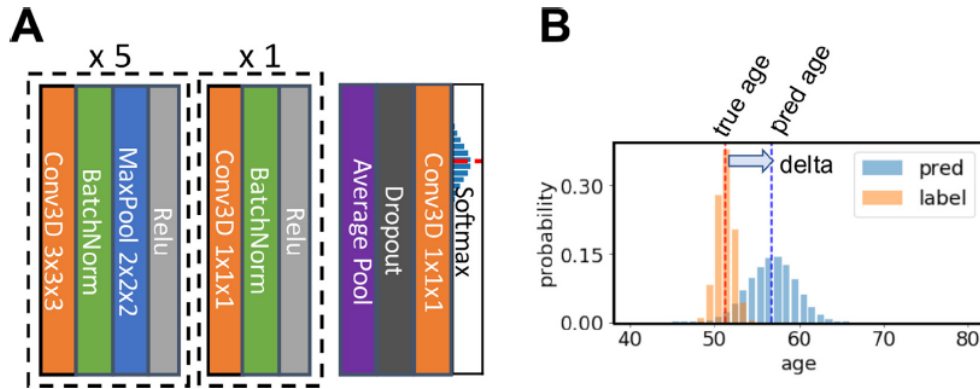 A
x 5
x 1
Conv3D 3x3x3
BatchNorm
MaxPool 2x2x2
Relu
Conv3D 1x1x1
BatchNorm
Relu
Average Pool
Dropout
Conv3D 1x1x1
Softmax
B
true age
pred age
delta
pred
label
probability
0.30
0.15
0.00
40
50
60
70
80
age